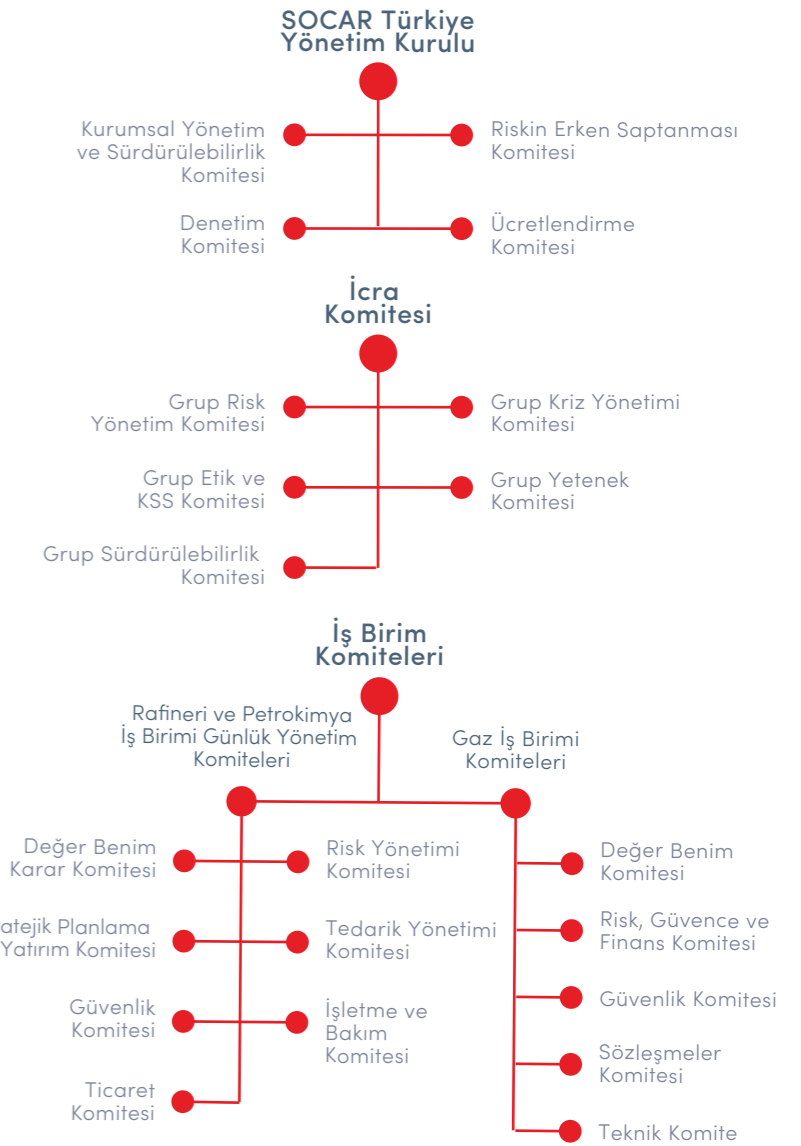 SOCAR Türkiye
Yönetim Kurulu
Kurumsal Yönetim
ve Sürdürülebilirlik
Komitesi
Riskin Erken Saptanması
Komitesi
Denetim
Komitesi
Ücretlendirme
Komitesi
İcra
Komitesi
Grup Risk
Yönetim Komitesi
Grup Kriz Yönetimi
Komitesi
Grup Etik ve
KSS Komitesi
Grup Yetenek
Komitesi
Grup Sürdürülebilirlik
Komitesi
İş Birim
Komiteleri
Rafineri ve Petrokimya
İş Birimi Günlük Yönetim
Komiteleri
Gaz İş Birimi
Komiteleri
Değer Benim
Karar Komitesi
Risk Yönetimi
Komitesi
Planlama
Yatırım Komitesi
Tedarik Yönetimi
Komitesi
Güvenlik
Komitesi
İşletme ve
Bakım
Komitesi
Ticaret
Komitesi
Değer Benim
Komitesi
Risk, Güvence ve
Finans Komitesi
Güvenlik Komitesi
Sözleşmeler
Komitesi
Teknik Komite